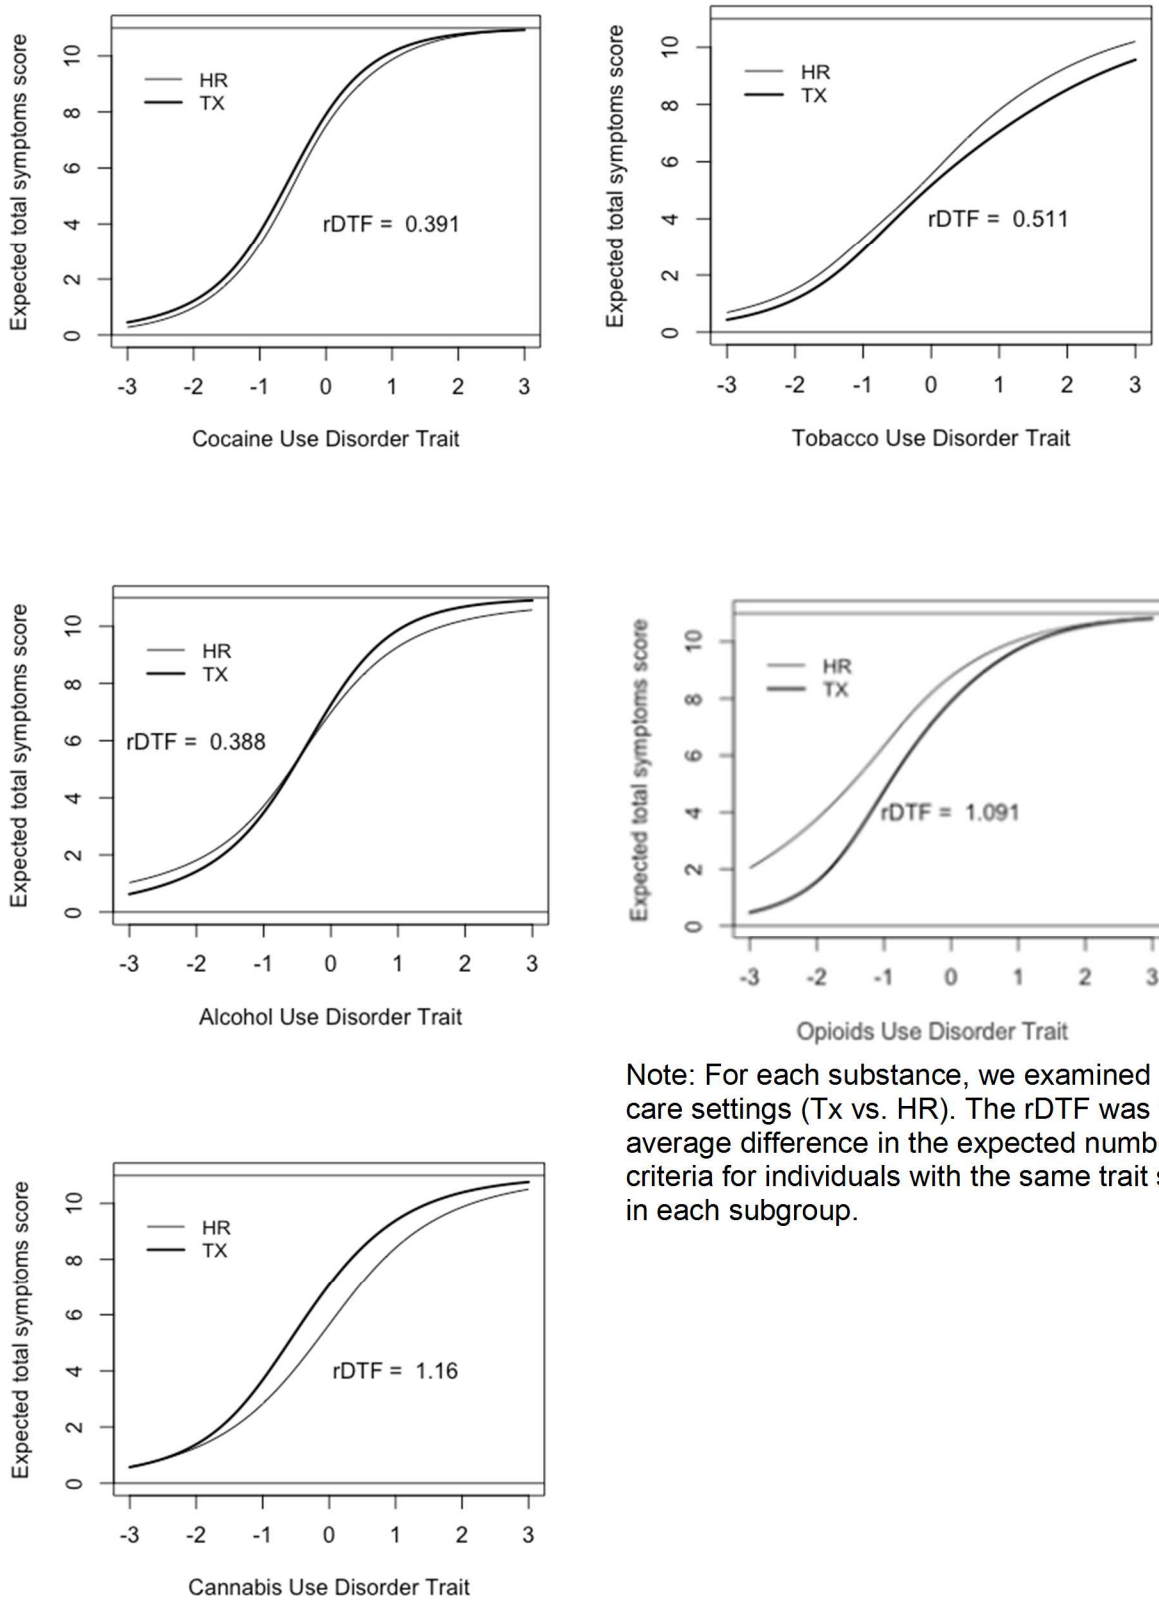 Expected total symptoms score
10
8
6
4
2
0
HR
TX
rDTF = 0.391
-3 -2 -1 0 1 2 3
Cocaine Use Disorder Trait
Expected total symptoms score
10
8
6
4
2
0
HR
TX
rDTF = 0.511
-3 -2 -1 0 1 2 3
Tobacco Use Disorder Trait
Expected total symptoms score
10
8
6
4
2
0
HR
TX
rDTF = 0.388
-3 -2 -1 0 1 2 3
Alcohol Use Disorder Trait
Expected total symptoms score
10
8
6
4
2
0
HR
TX
rDTF = 1.091
-3 -2 -1 0 1 2 3
Opioids Use Disorder Trait
Note: For each substance, we examined
care settings (Tx vs. HR). The rDTF was
average difference in the expected numb
criteria for individuals with the same trait s
in each subgroup.
Expected total symptoms score
10
8
6
4
2
0
HR
TX
rDTF = 1.16
-3 -2 -1 0 1 2 3
Cannabis Use Disorder Trait